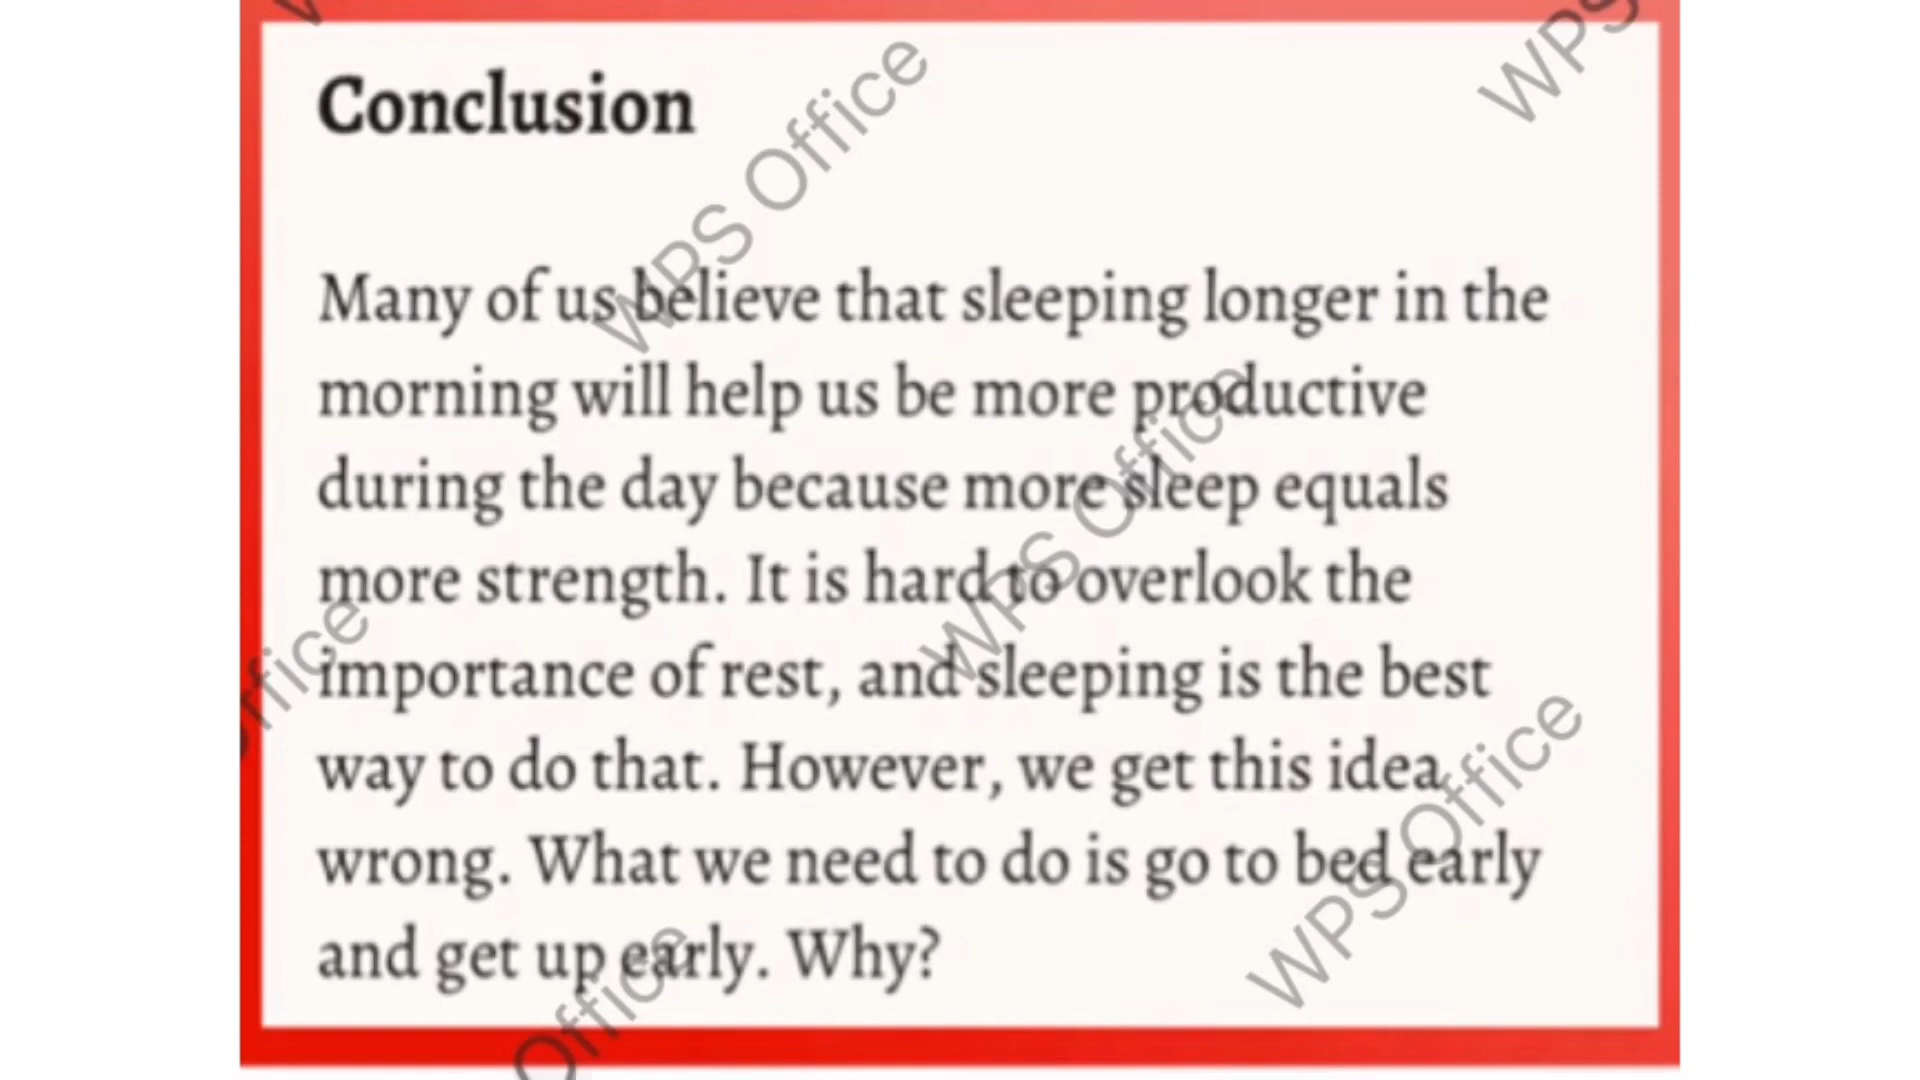 Conclusion
Many of us believe that sleeping longer in the
morning will help us be more productive
during the day because more sleep equals
more strength. It is hard to overlook the
importance of rest, and sleeping is the best
way to do that. However, we get this idea
wrong. What we need to do is go to bed early
and get up early. Why?
WPS Office
WPS
WPS Office
ffice
WPS Office
Office